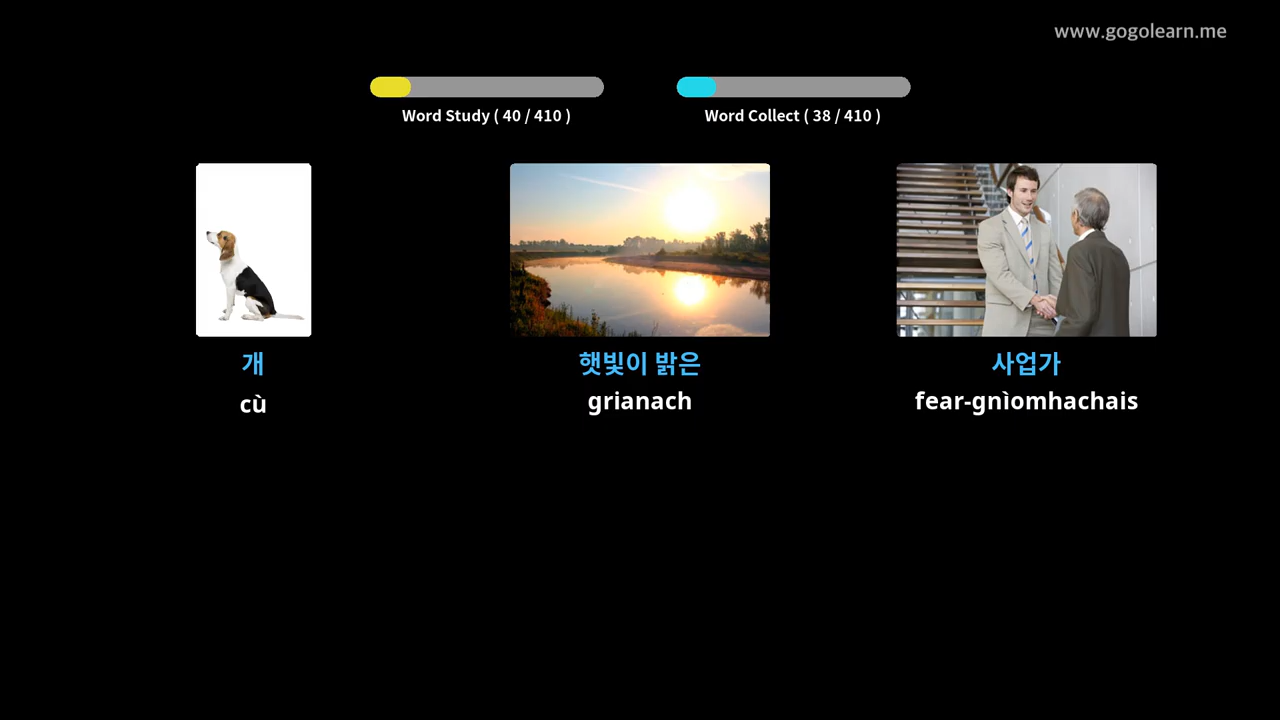 www.gogolearn.me
Word Study ( 40 / 410 )
Word Collect ( 38 / 410 )
개
햇빛이 밝은
사업가
cù
grianach
fear-gnìomhachais